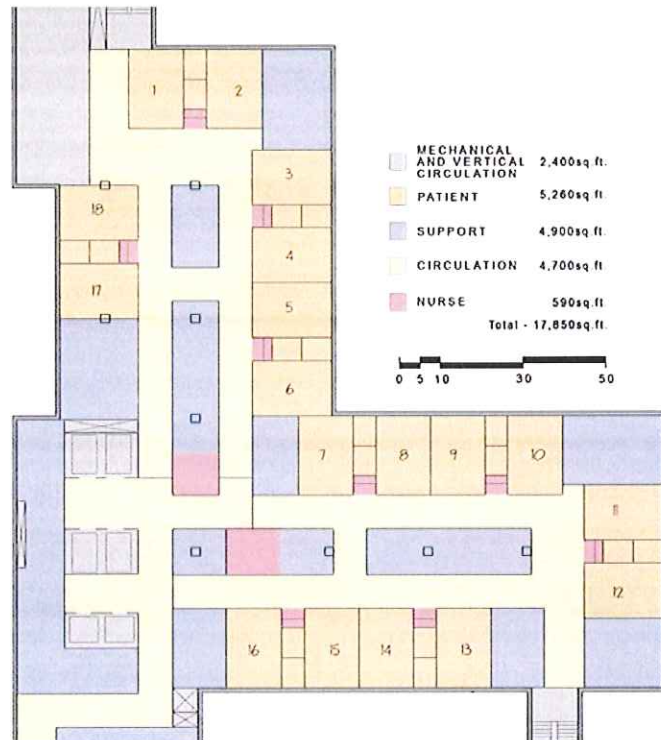 1
2
3
4
5
6
7
8
9
10
11
12
13
14
15
16
17
18
MECHANICAL
AND VERTICAL 2,400sq.ft.
CIRCULATION
PATIENT 5,260sq.ft.
SUPPORT 4,900sq.ft.
CIRCULATION 4,700sq.ft.
NURSE 590sq.ft.
Total - 17,850sq.ft.
0 5 10 30 50